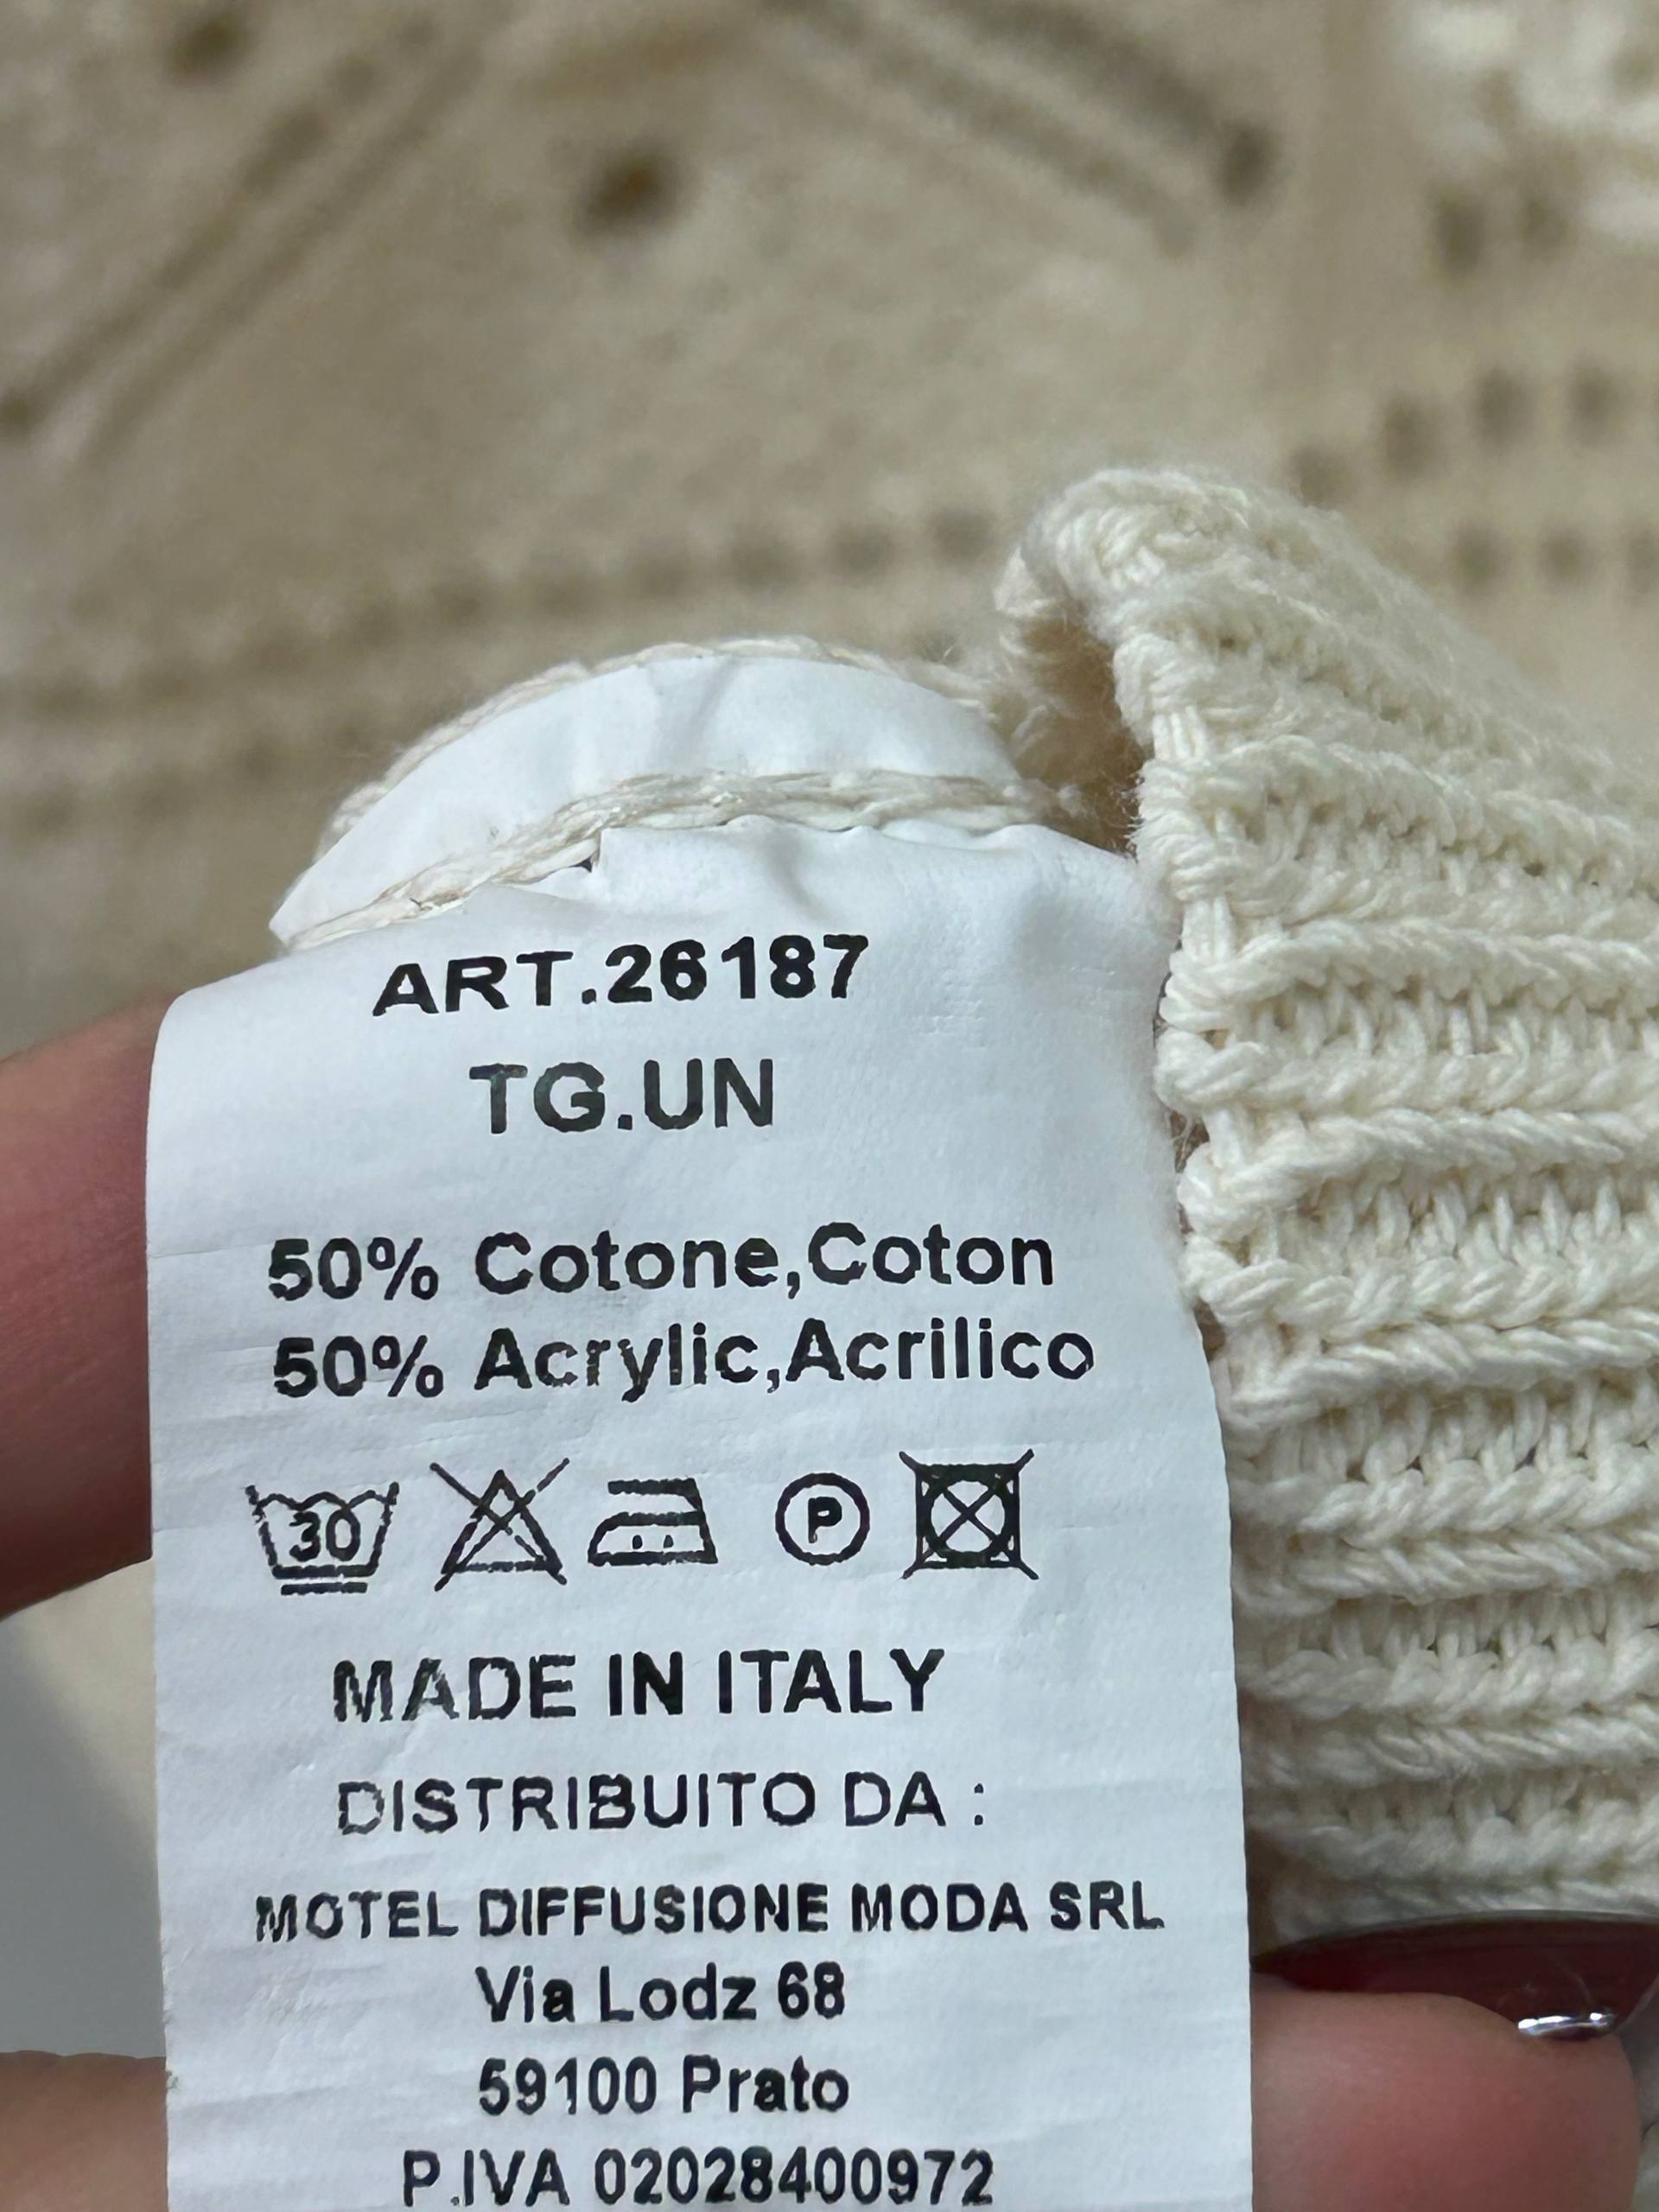 ART.26187
TG.UN
50% Cotone,Coton
50% Acrylic,Acrilico
30 P
MADE IN ITALY
DISTRIBUITO DA :
MOTEL DIFFUSIONE MODA SRL
Via Lodz 68
59100 Prato
P.IVA 02028400972